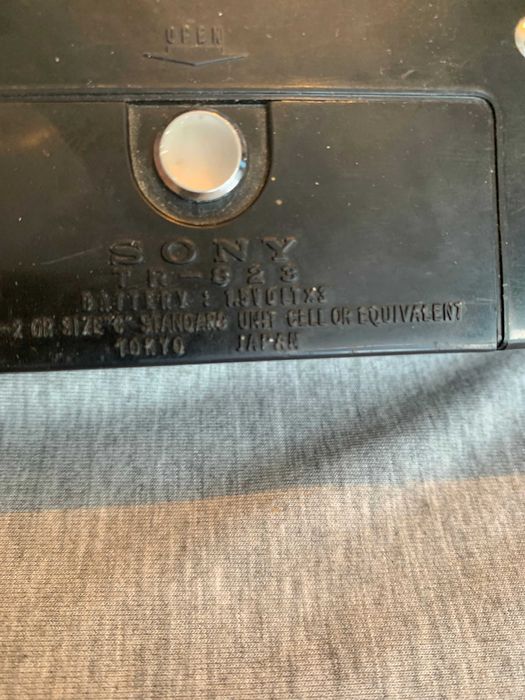 OPEN
SONY
TR-823
BATTERY : 1.5VOLTX3
-2 OR SIZE "C" STANDARD UNIT CELL OR EQUIVALENT
TOKYO JAPAN